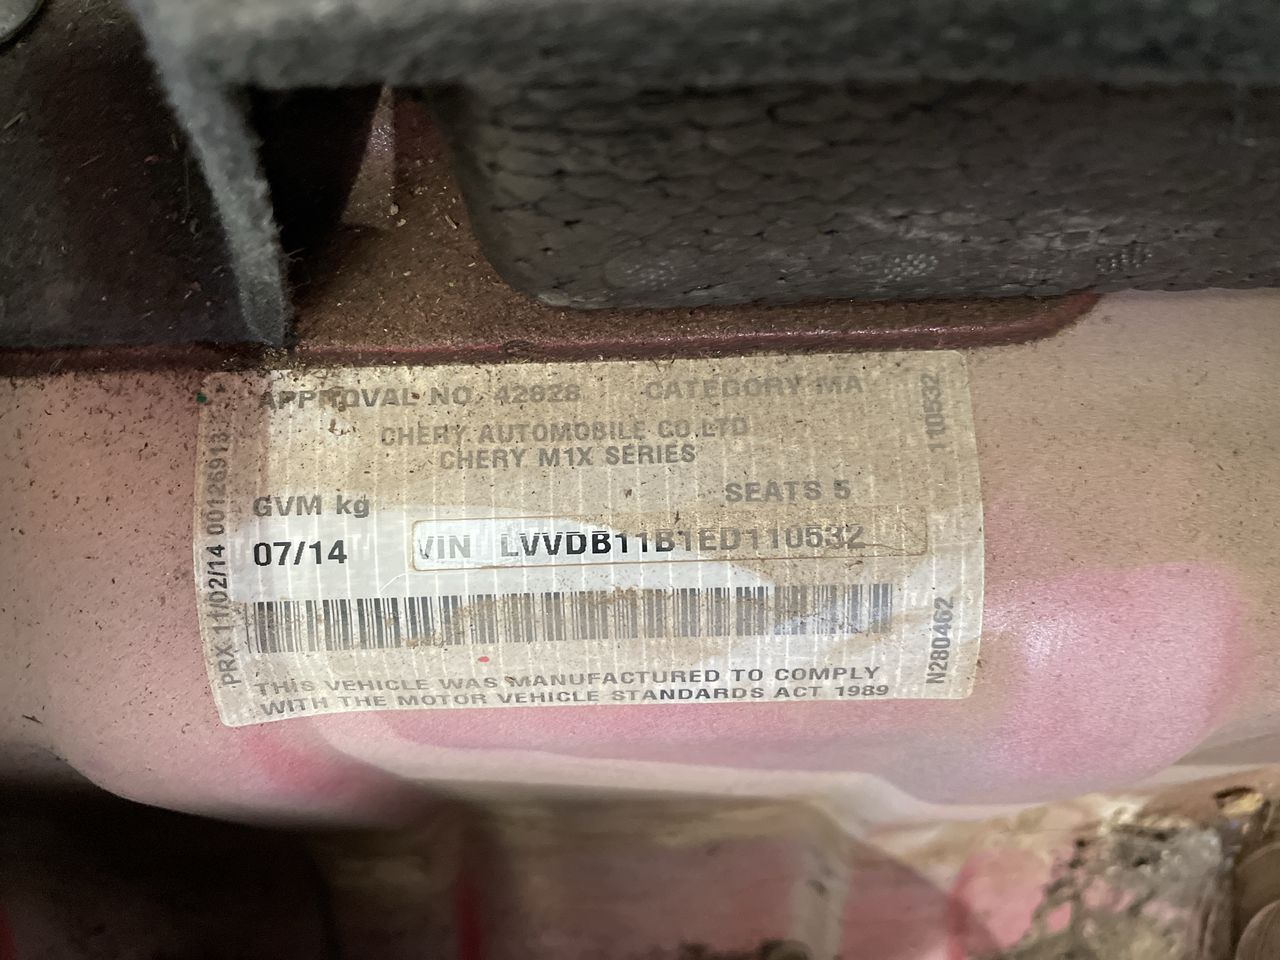 APPROVAL NO. 42828 CATEGORY MA
CHERY AUTOMOBILE CO LTD
CHERY M1X SERIES
GVM kg SEATS 5
07/14 VIN LVVDB11B1ED110532
THIS VEHICLE WAS MANUFACTURED TO COMPLY
WITH THE MOTOR VEHICLE STANDARDS ACT 1989
PRX 11/02/14 00126913
110532
N280462